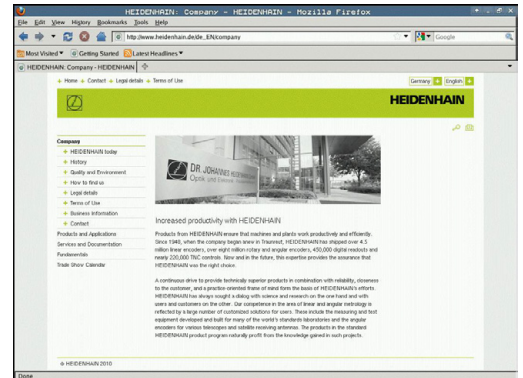 HEIDENHAIN: Company - HEIDENHAIN - Mozilla Firefox
File Edit View History Bookmarks Tools Help
http://www.heidenhain.de/de_EN/company
Google
Most Visited Getting Started Latest Headlines
HEIDENHAIN: Company - HEIDENHAIN
Home Contact Legal details Terms of Use Germany English
HEIDENHAIN
Company
HEIDENHAIN today
History
Quality and Environment
How to find us
Legal details
Terms of Use
Business Information
Contact
Products and Applications
Services and Documentation
Fundamentals
Trade Show Calendar
DR. JOHANNES HEIDENHAIN
Optik und
Increased productivity with HEIDENHAIN
Products from HEIDENHAIN ensure that machines and plants work productively and efficiently.
Since 1948, when the company began anew in Traunreut, HEIDENHAIN has shipped over 4.5
million linear encoders, over eight million rotary and angular encoders, 450,000 digital readouts and
nearly 220,000 TNC controls. Now and in the future, this expertise provides the assurance that
HEIDENHAIN was the right choice.
A continuous drive to provide technically superior products in combination with reliability, closeness
to the customer, and a practice-oriented frame of mind form the basis of HEIDENHAIN's efforts.
HEIDENHAIN has always sought a dialog with science and research on the one hand and with
users and customers on the other. Our competence in the area of linear and angular metrology is
reflected by a large number of customized solutions for users. These include the measuring and test
equipment developed and built for many of the world's standards laboratories and the angular
encoders for various telescopes and satellite receiving antennas. The products in the standard
HEIDENHAIN product program naturally profit from the knowledge gained in such projects.
© HEIDENHAIN 2010
Done